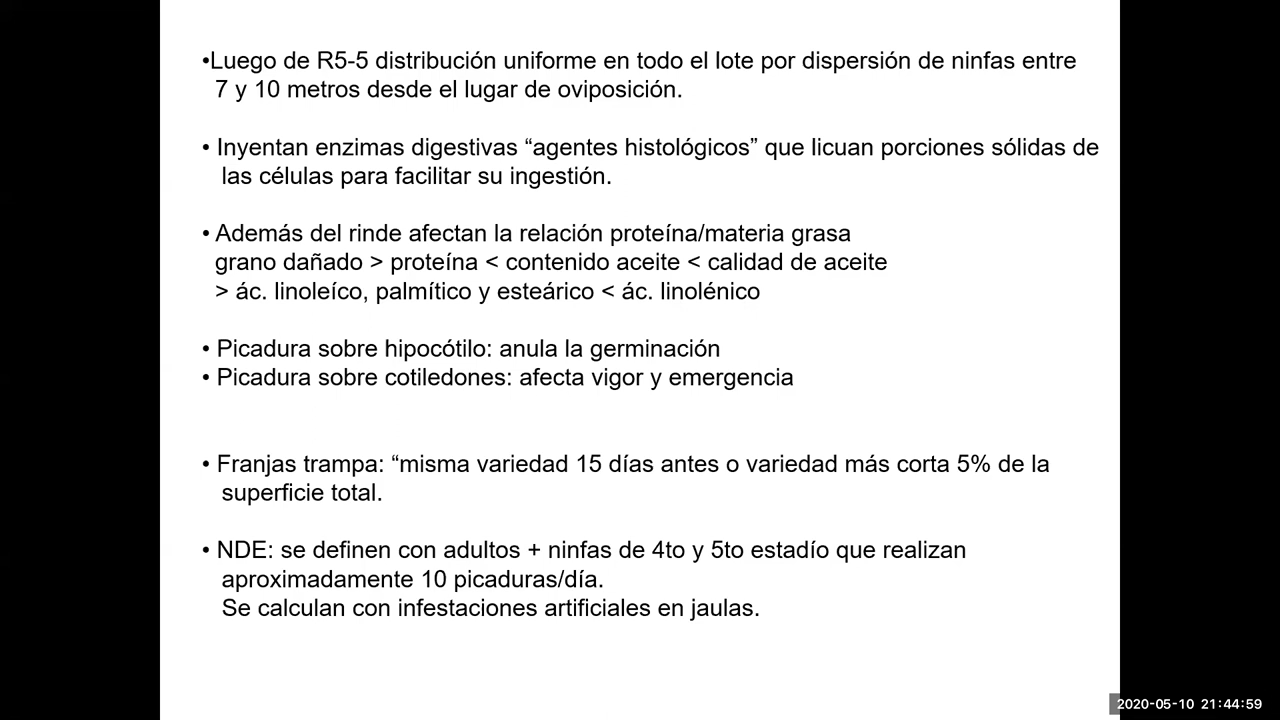 •Luego de R5-5 distribución uniforme en todo el lote por dispersión de ninfas entre
7 y 10 metros desde el lugar de oviposición.
• Inyentan enzimas digestivas “agentes histológicos” que licuan porciones sólidas de
las células para facilitar su ingestión.
• Además del rinde afectan la relación proteína/materia grasa
grano dañado > proteína < contenido aceite < calidad de aceite
> ác. linoleíco, palmítico y esteárico < ác. linolénico
• Picadura sobre hipocótilo: anula la germinación
• Picadura sobre cotiledones: afecta vigor y emergencia
• Franjas trampa: “misma variedad 15 días antes o variedad más corta 5% de la
superficie total.
• NDE: se definen con adultos + ninfas de 4to y 5to estadío que realizan
aproximadamente 10 picaduras/día.
Se calculan con infestaciones artificiales en jaulas.
2020-05-10 21:44:59